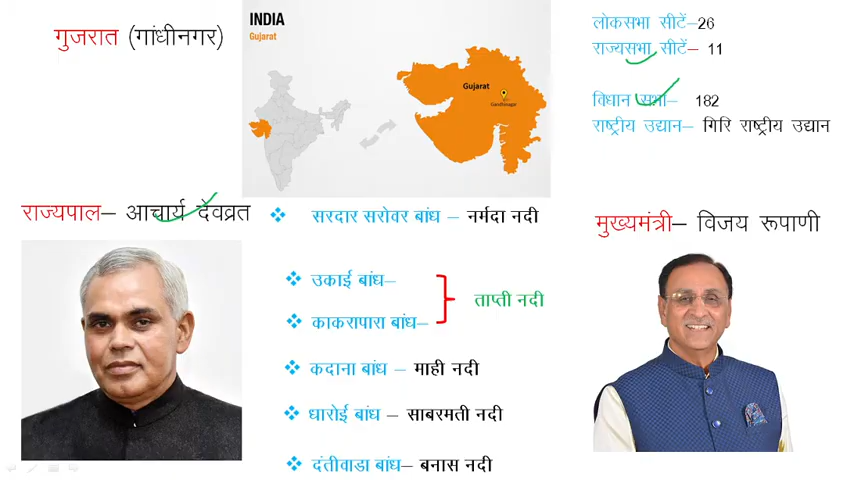 गुजरात (गांधीनगर)
INDIA
Gujarat
Gujarat
Gandhinagar
लोकसभा सीटें–26
राज्यसभा सीटें– 11
विधान सभा– 182
राष्ट्रीय उद्यान– गिरि राष्ट्रीय उद्यान
राज्यपाल– आचार्य देवव्रत
सरदार सरोवर बांध – नर्मदा नदी
उकाई बांध–
काकरापारा बांध–
ताप्ती नदी
कदाना बांध – माही नदी
धारोई बांध – साबरमती नदी
दंतीवाडा बांध– बनास नदी
मुख्यमंत्री– विजय रूपाणी